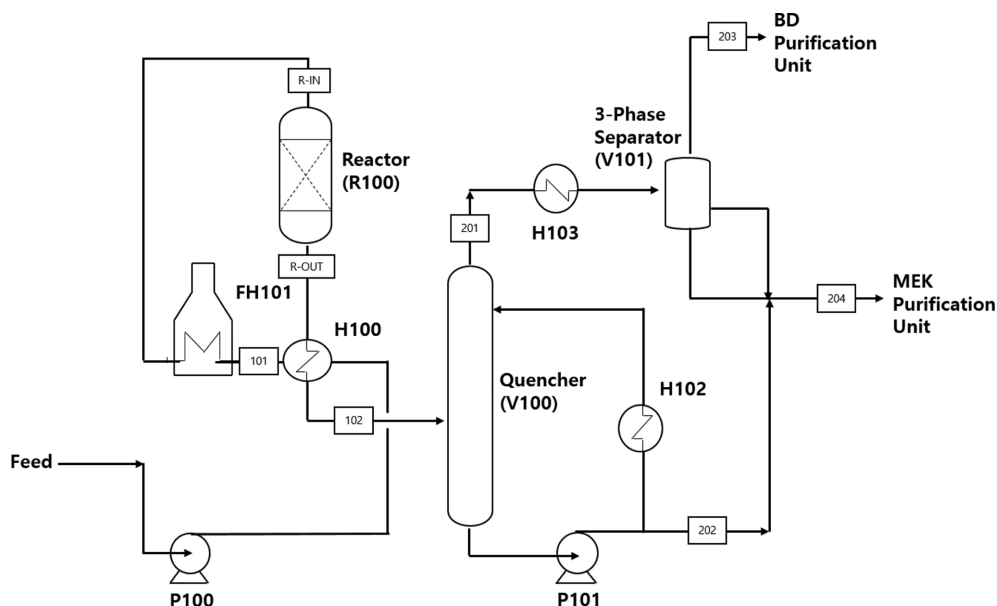 BD
Purification
Unit
203
R-IN
3-Phase
Separator
(V101)
Reactor
(R100)
201
H103
R-OUT
FH101
MEK
Purification
Unit
204
H100
101
Quencher
(V100)
H102
102
Feed
202
P100
P101